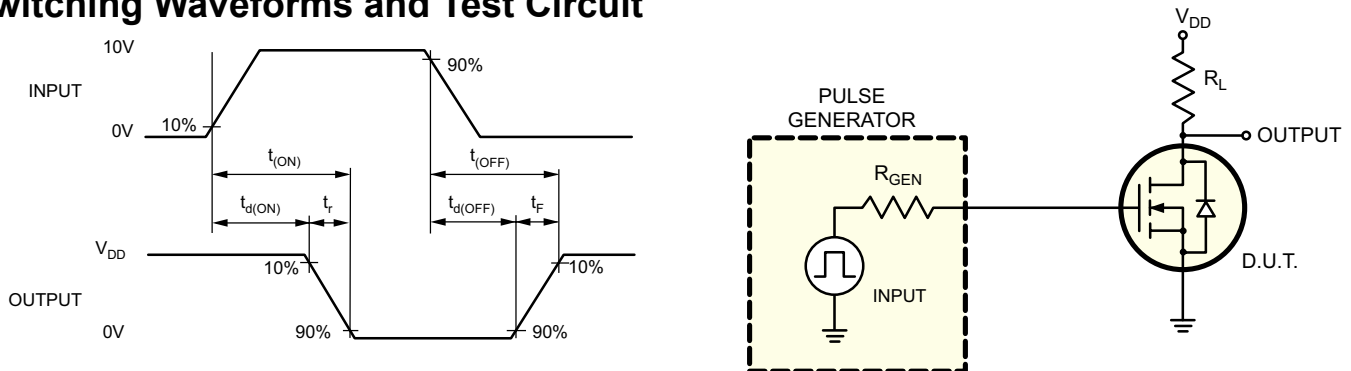 witching Waveforms and Test Circuit
10V
INPUT
90%
0V
10%
t(ON)
t(OFF)
td(ON)
tr
td(OFF)
tF
VDD
10%
10%
OUTPUT
0V
90%
90%
VDD
RL
PULSE
GENERATOR
OUTPUT
RGEN
D.U.T.
INPUT